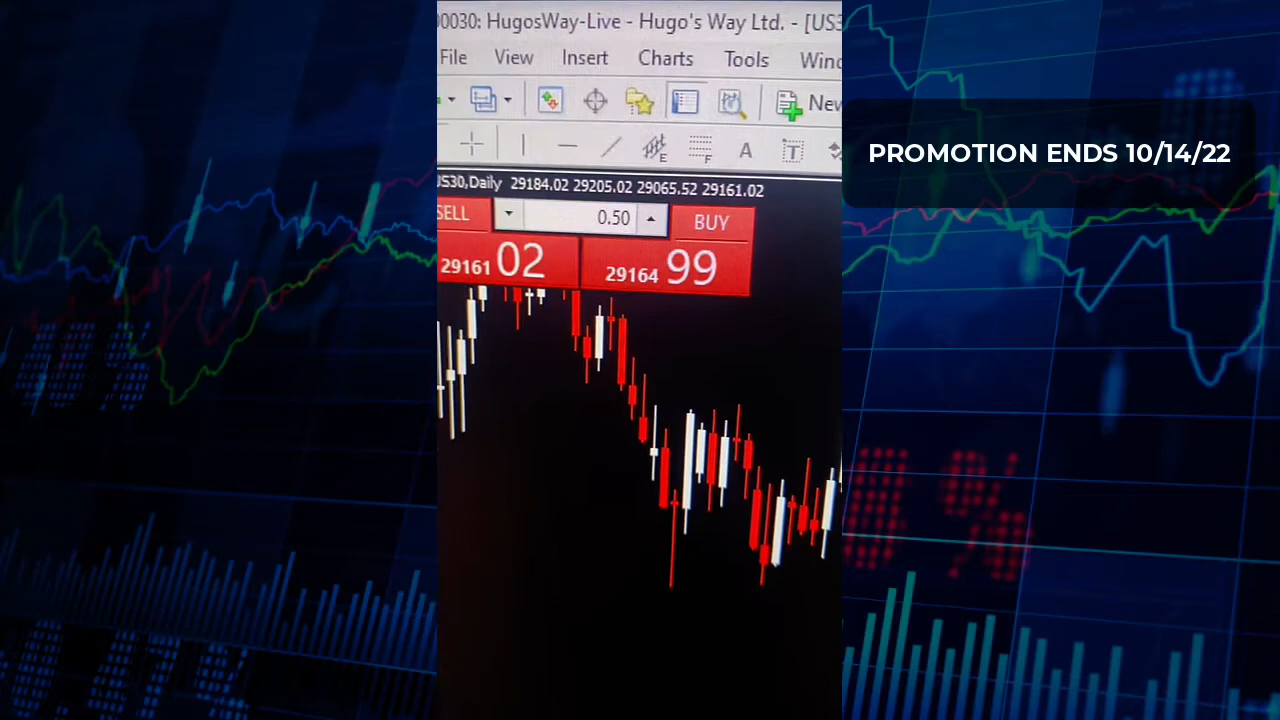 00030: HugosWay-Live - Hugo's Way Ltd. - [US3
File View Insert Charts Tools Wind
New
E F A T
US30,Daily 29184.02 29205.02 29065.52 29161.02
SELL 0.50 BUY
29161 02 29164 99
PROMOTION ENDS 10/14/22
%